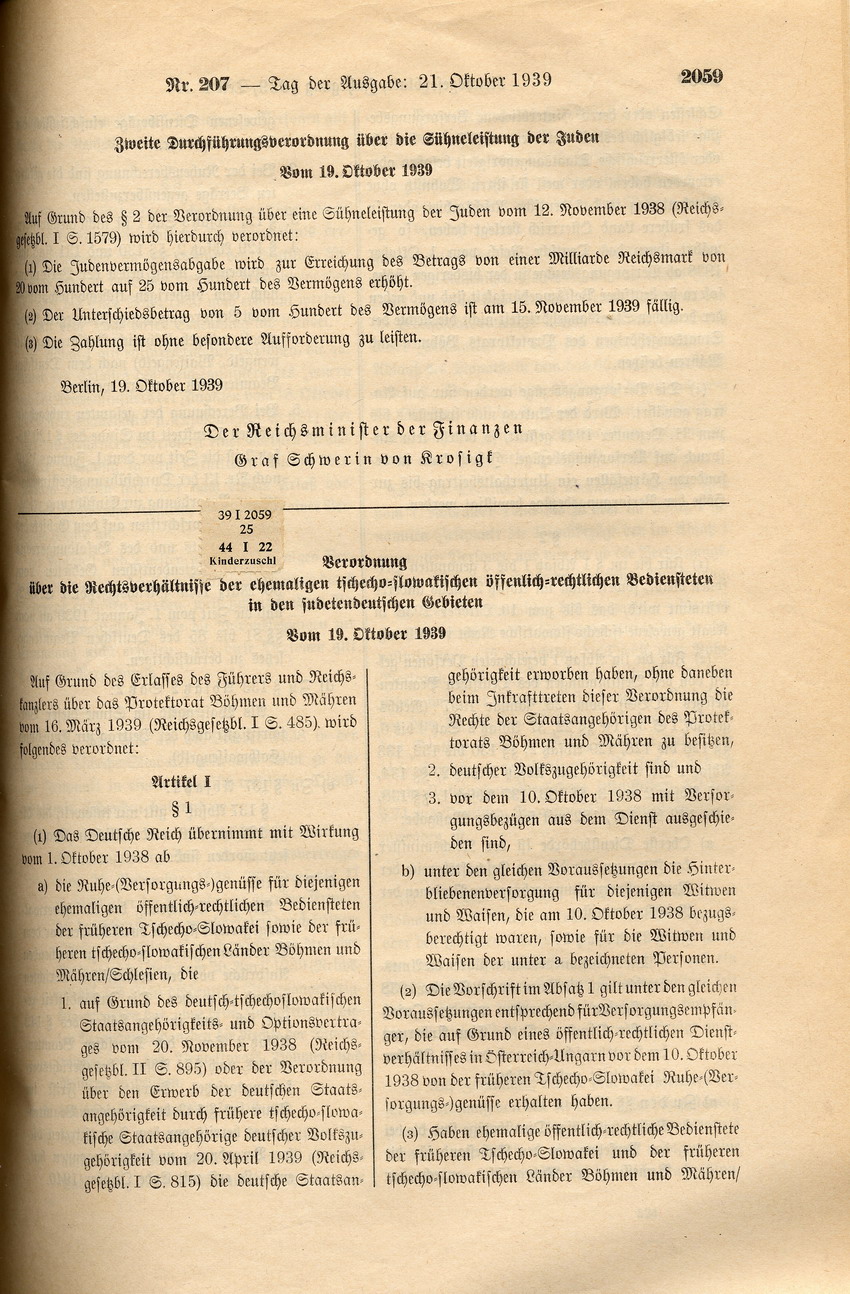 Nr. 207 — Tag der Ausgabe: 21. Oktober 1939
2059
Zweite Durchführungsverordnung über die Sühneleistung der Juden
Vom 19. Oktober 1939
Auf Grund des § 2 der Verordnung über eine Sühneleistung der Juden vom 12. November 1938 (Reichs-
gesetzbl. I S. 1579) wird hierdurch verordnet:
(1) Die Judenvermögensabgabe wird zur Erreichung des Betrags von einer Milliarde Reichsmark von
20 vom Hundert auf 25 vom Hundert des Vermögens erhöht.
(2) Der Unterschiedsbetrag von 5 vom Hundert des Vermögens ist am 15. November 1939 fällig.
(3) Die Zahlung ist ohne besondere Aufforderung zu leisten.
Berlin, 19. Oktober 1939
Der Reichsminister der Finanzen
Graf Schwerin von Krosigk
39 I 2059
25
44 I 22
Kinderzuschl
Verordnung
über die Rechtsverhältnisse der ehemaligen tschecho-slowakischen öffenlich-rechtlichen Bediensteten
in den sudetendeutschen Gebieten
Vom 19. Oktober 1939
Auf Grund des Erlasses des Führers und Reichs-
kanzlers über das Protektorat Böhmen und Mähren
vom 16. März 1939 (Reichsgesetzbl. I S. 485). wird
folgendes verordnet:
Artikel I
§ 1
(1) Das Deutsche Reich übernimmt mit Wirkung
vom 1. Oktober 1938 ab
a) die Ruhe-(Versorgungs-)genüsse für diejenigen
ehemaligen öffentlich-rechtlichen Bediensteten
der früheren Tschecho-Slowakei sowie der frü-
heren tschecho-slowakischen Länder Böhmen und
Mähren/Schlesien, die
1. auf Grund des deutsch-tschechoslowakischen
Staatsangehörigkeits- und Optionsvertra-
ges vom 20. November 1938 (Reichs-
gesetzbl. II S. 895) oder der Verordnung
über den Erwerb der deutschen Staats-
angehörigkeit durch frühere tschecho-slowa-
kische Staatsangehörige deutscher Volkszu-
gehörigkeit vom 20. April 1939 (Reichs-
gesetzbl. I S. 815) die deutsche Staatsan-
gehörigkeit erworben haben, ohne daneben
beim Inkrafttreten dieser Verordnung die
Rechte der Staatsangehörigen des Protek-
torats Böhmen und Mähren zu besitzen,
2. deutscher Volkszugehörigkeit sind und
3. vor dem 10. Oktober 1938 mit Versor-
gungsbezügen aus dem Dienst ausgeschie-
den sind,
b) unter den gleichen Voraussetzungen die Hinter-
bliebenenversorgung für diejenigen Witwen
und Waisen, die am 10. Oktober 1938 bezugs-
berechtigt waren, sowie für die Witwen und
Waisen der unter a bezeichneten Personen.
(2) Die Vorschrift im Absatz 1 gilt unter den gleichen
Voraussetzungen entsprechend für Versorgungsempfän-
ger, die auf Grund eines öffentlich-rechtlichen Dienst-
verhältnisses in Österreich-Ungarn vor dem 10. Oktober
1938 von der früheren Tschecho-Slowakei Ruhe-(Ver-
sorgungs-)genüsse erhalten haben.
(3) Haben ehemalige öffentlich-rechtliche Bedienstete
der früheren Tschecho-Slowakei und der früheren
tschecho-slowakischen Länder Böhmen und Mähren/